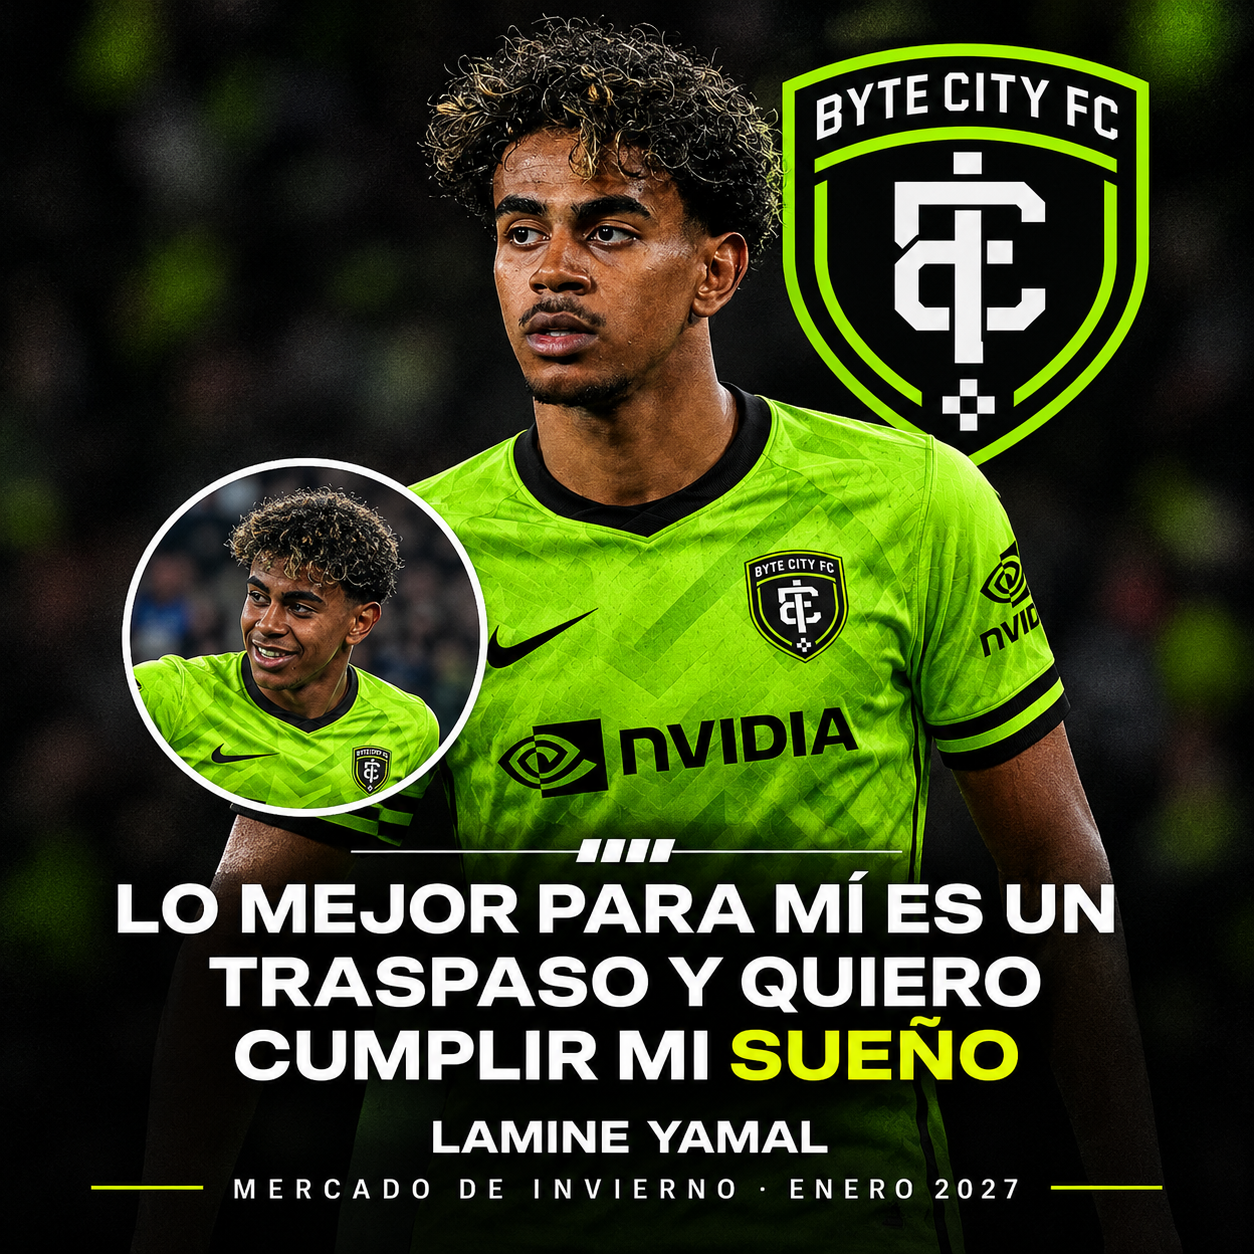 BYTE CITY FC
BYTE CITY FC
NVIDIA
NVIDIA
BYTE CITY FC
LO MEJOR PARA MÍ ES UN
TRASPASO Y QUIERO
CUMPLIR MI SUEÑO
LAMINE YAMAL
MERCADO DE INVIERNO · ENERO 2027